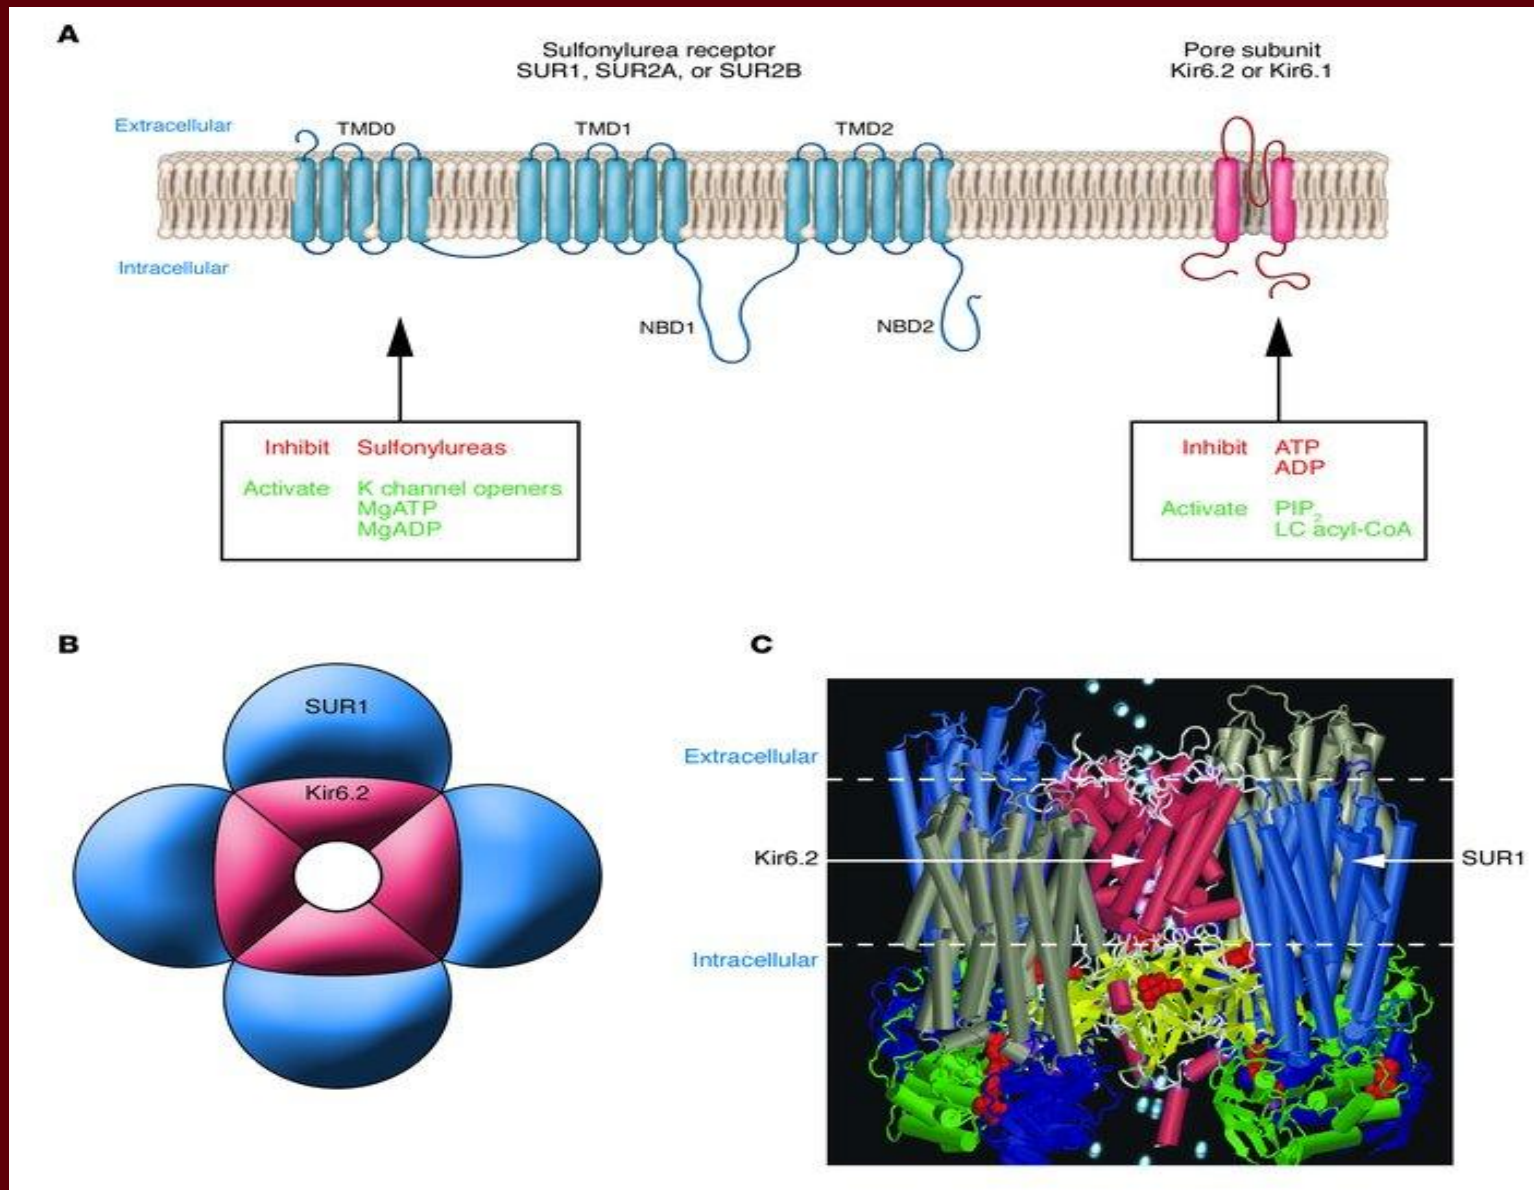 A
Sulfonylurea receptor
SUR1, SUR2A, or SUR2B
Pore subunit
Kir6.2 or Kir6.1
Extracellular
TMD0
TMD1
TMD2
Intracellular
NBD1
NBD2
Inhibit Sulfonylureas
Activate K channel openers
MgATP
MgADP
Inhibit ATP
ADP
Activate PIP2
LC acyl-CoA
B
SUR1
Kir6.2
C
Extracellular
Kir6.2
SUR1
Intracellular